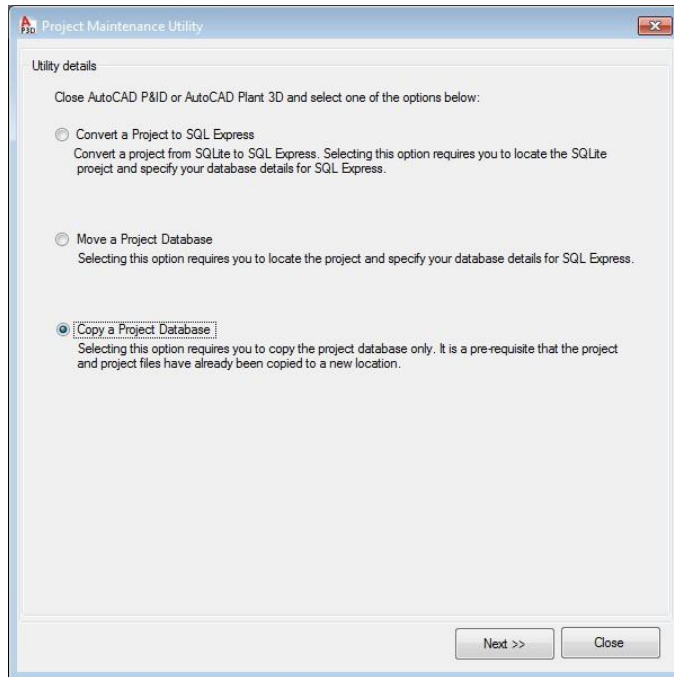 P3D Project Maintenance Utility
Utility details
Close AutoCAD P&ID or AutoCAD Plant 3D and select one of the options below:
Convert a Project to SQL Express
Convert a project from SQLite to SQL Express. Selecting this option requires you to locate the SQLite
proejct and specify your database details for SQL Express.
Move a Project Database
Selecting this option requires you to locate the project and specify your database details for SQL Express.
Copy a Project Database
Selecting this option requires you to copy the project database only. It is a pre-requisite that the project
and project files have already been copied to a new location.
Next >>
Close